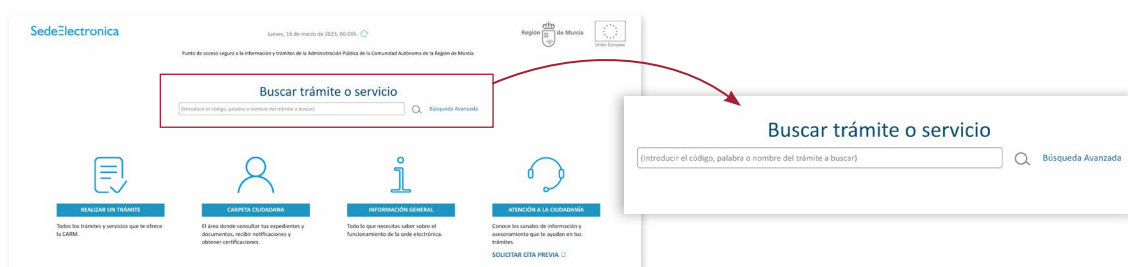 SedeΞlectronica
Jueves, 16 de marzo de 2023, 00:03h
Región de Murcia
Unión Europea
Punto de acceso seguro a la información y trámites de la Administración Pública de la Comunidad Autónoma de la Región de Murcia.
Buscar trámite o servicio
(Introducir el código, palabra o nombre del trámite a buscar)
Búsqueda Avanzada
Buscar trámite o servicio
(Introducir el código, palabra o nombre del trámite a buscar)
Búsqueda Avanzada
REALIZAR UN TRÁMITE
Todos los trámites y servicios que te ofrece
la CARM.
CARPETA CIUDADANA
El área donde consultar tus expedientes y
documentos, recibir notificaciones y
obtener certificaciones.
INFORMACIÓN GENERAL
Todo lo que necesitas saber sobre el
funcionamiento de la sede electrónica.
ATENCIÓN A LA CIUDADANÍA
Conoce los canales de información y
asesoramiento que te ayudan en tus
trámites.
SOLICITAR CITA PREVIA